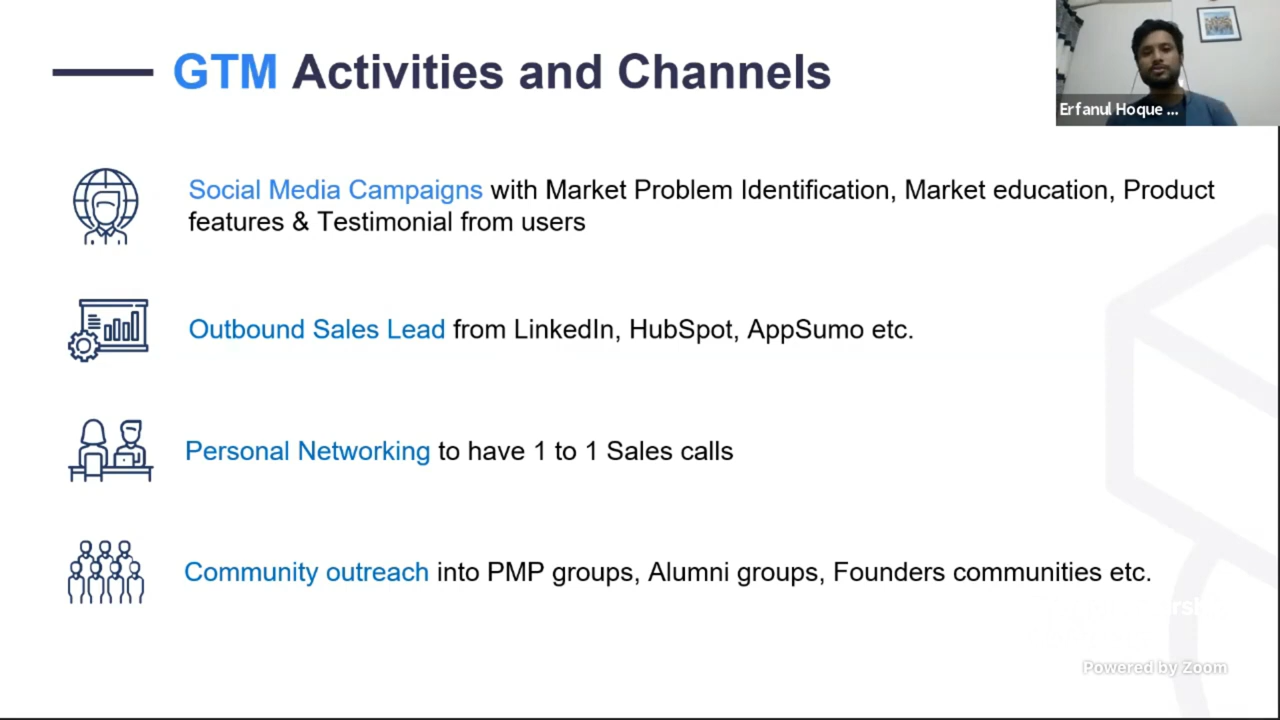 GTM Activities and Channels
Erfanul Hoque ...
Social Media Campaigns with Market Problem Identification, Market education, Product
features & Testimonial from users
Outbound Sales Lead from LinkedIn, HubSpot, AppSumo etc.
Personal Networking to have 1 to 1 Sales calls
Community outreach into PMP groups, Alumni groups, Founders communities etc.
Powered by Zoom